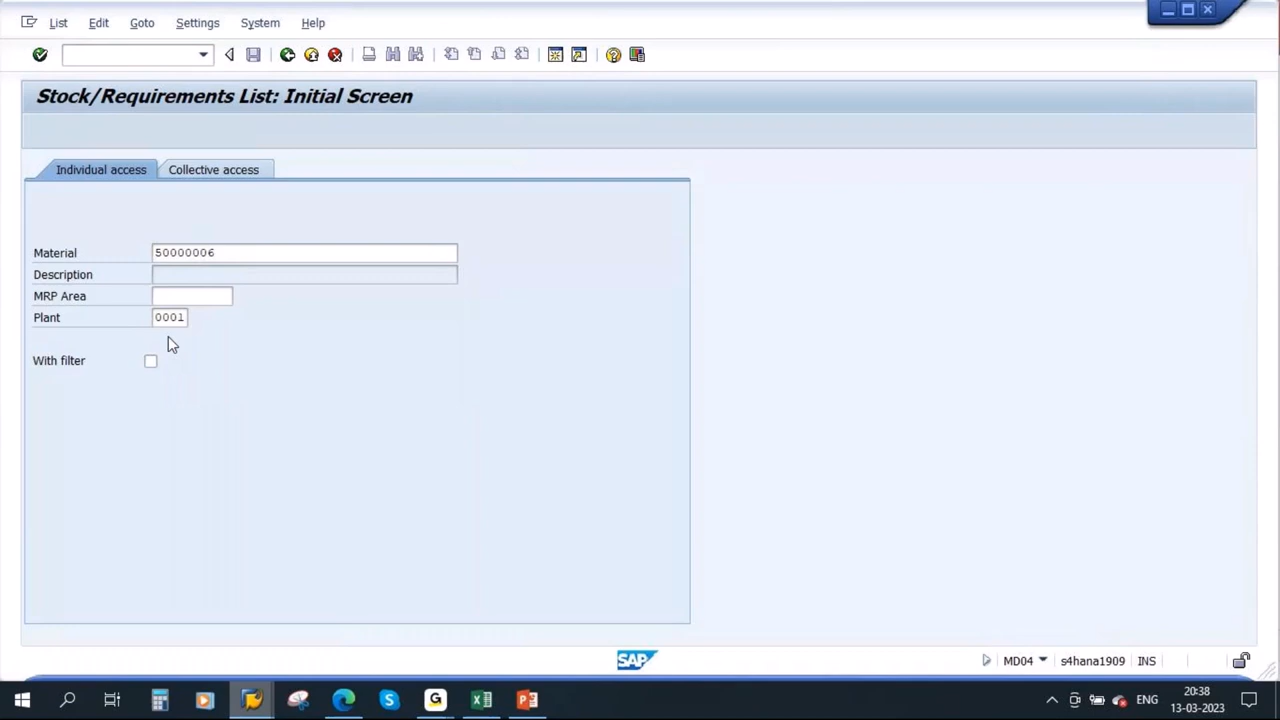 List Edit Goto Settings System Help
Stock/Requirements List: Initial Screen
Individual access Collective access
Material 50000006
Description
MRP Area
Plant 0001
With filter
SAP MD04 s4hana1909 INS
G ENG 20:38
13-03-2023